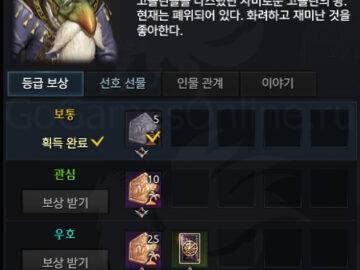 고블린들을 다스렸던 자비로운 고블린의 왕.
현재는 폐위되어 있다. 화려하고 재미난 것을
좋아한다.
등급 보상 선호 선물 인물 관계 이야기
보통
획득 완료
5
관심
보상 받기
10
우호
보상 받기
25